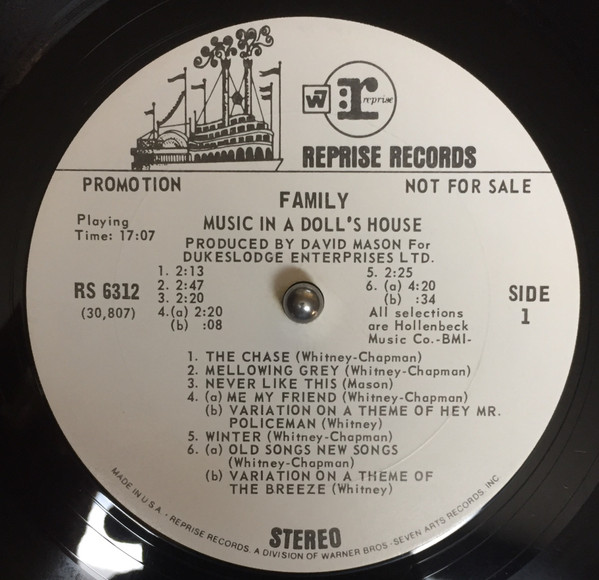 W7 :r reprise
REPRISE RECORDS
PROMOTION NOT FOR SALE
FAMILY
MUSIC IN A DOLL'S HOUSE
Playing
Time: 17:07
PRODUCED BY DAVID MASON For
DUKESLODGE ENTERPRISES LTD.
RS 6312
(30,807)
1. 2:13
2. 2:47
3. 2:20
4.(a) 2:20
(b) :08
5. 2:25
6. (a) 4:20
(b) :34
All selections
are Hollenbeck
Music Co.-BMI-
SIDE
1
1. THE CHASE (Whitney-Chapman)
2. MELLOWING GREY (Whitney-Chapman)
3. NEVER LIKE THIS (Mason)
4. (a) ME MY FRIEND (Whitney-Chapman)
(b) VARIATION ON A THEME OF HEY MR.
POLICEMAN (Whitney)
5. WINTER (Whitney-Chapman)
6. (a) OLD SONGS NEW SONGS
(Whitney-Chapman)
(b) VARIATION ON A THEME OF
THE BREEZE (Whitney)
STEREO
MADE IN U.S.A. - REPRISE RECORDS, A DIVISION OF WARNER BROS.-SEVEN ARTS RECORDS, INC.